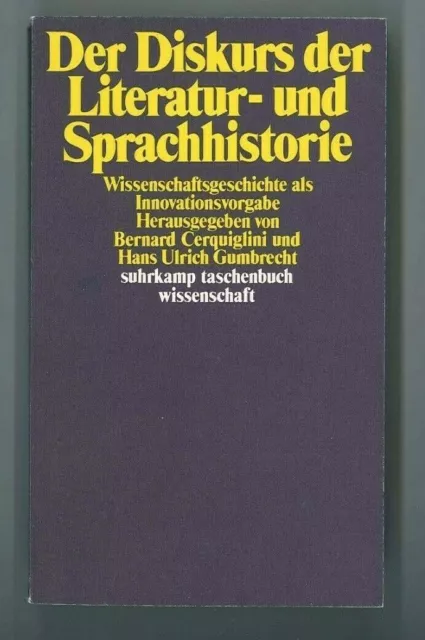 Der Diskurs der
Literatur- und
Sprachhistorie
Wissenschaftsgeschichte als
Innovationsvorgabe
Herausgegeben von
Bernard Cerquiglini und
Hans Ulrich Gumbrecht
suhrkamp taschenbuch
wissenschaft